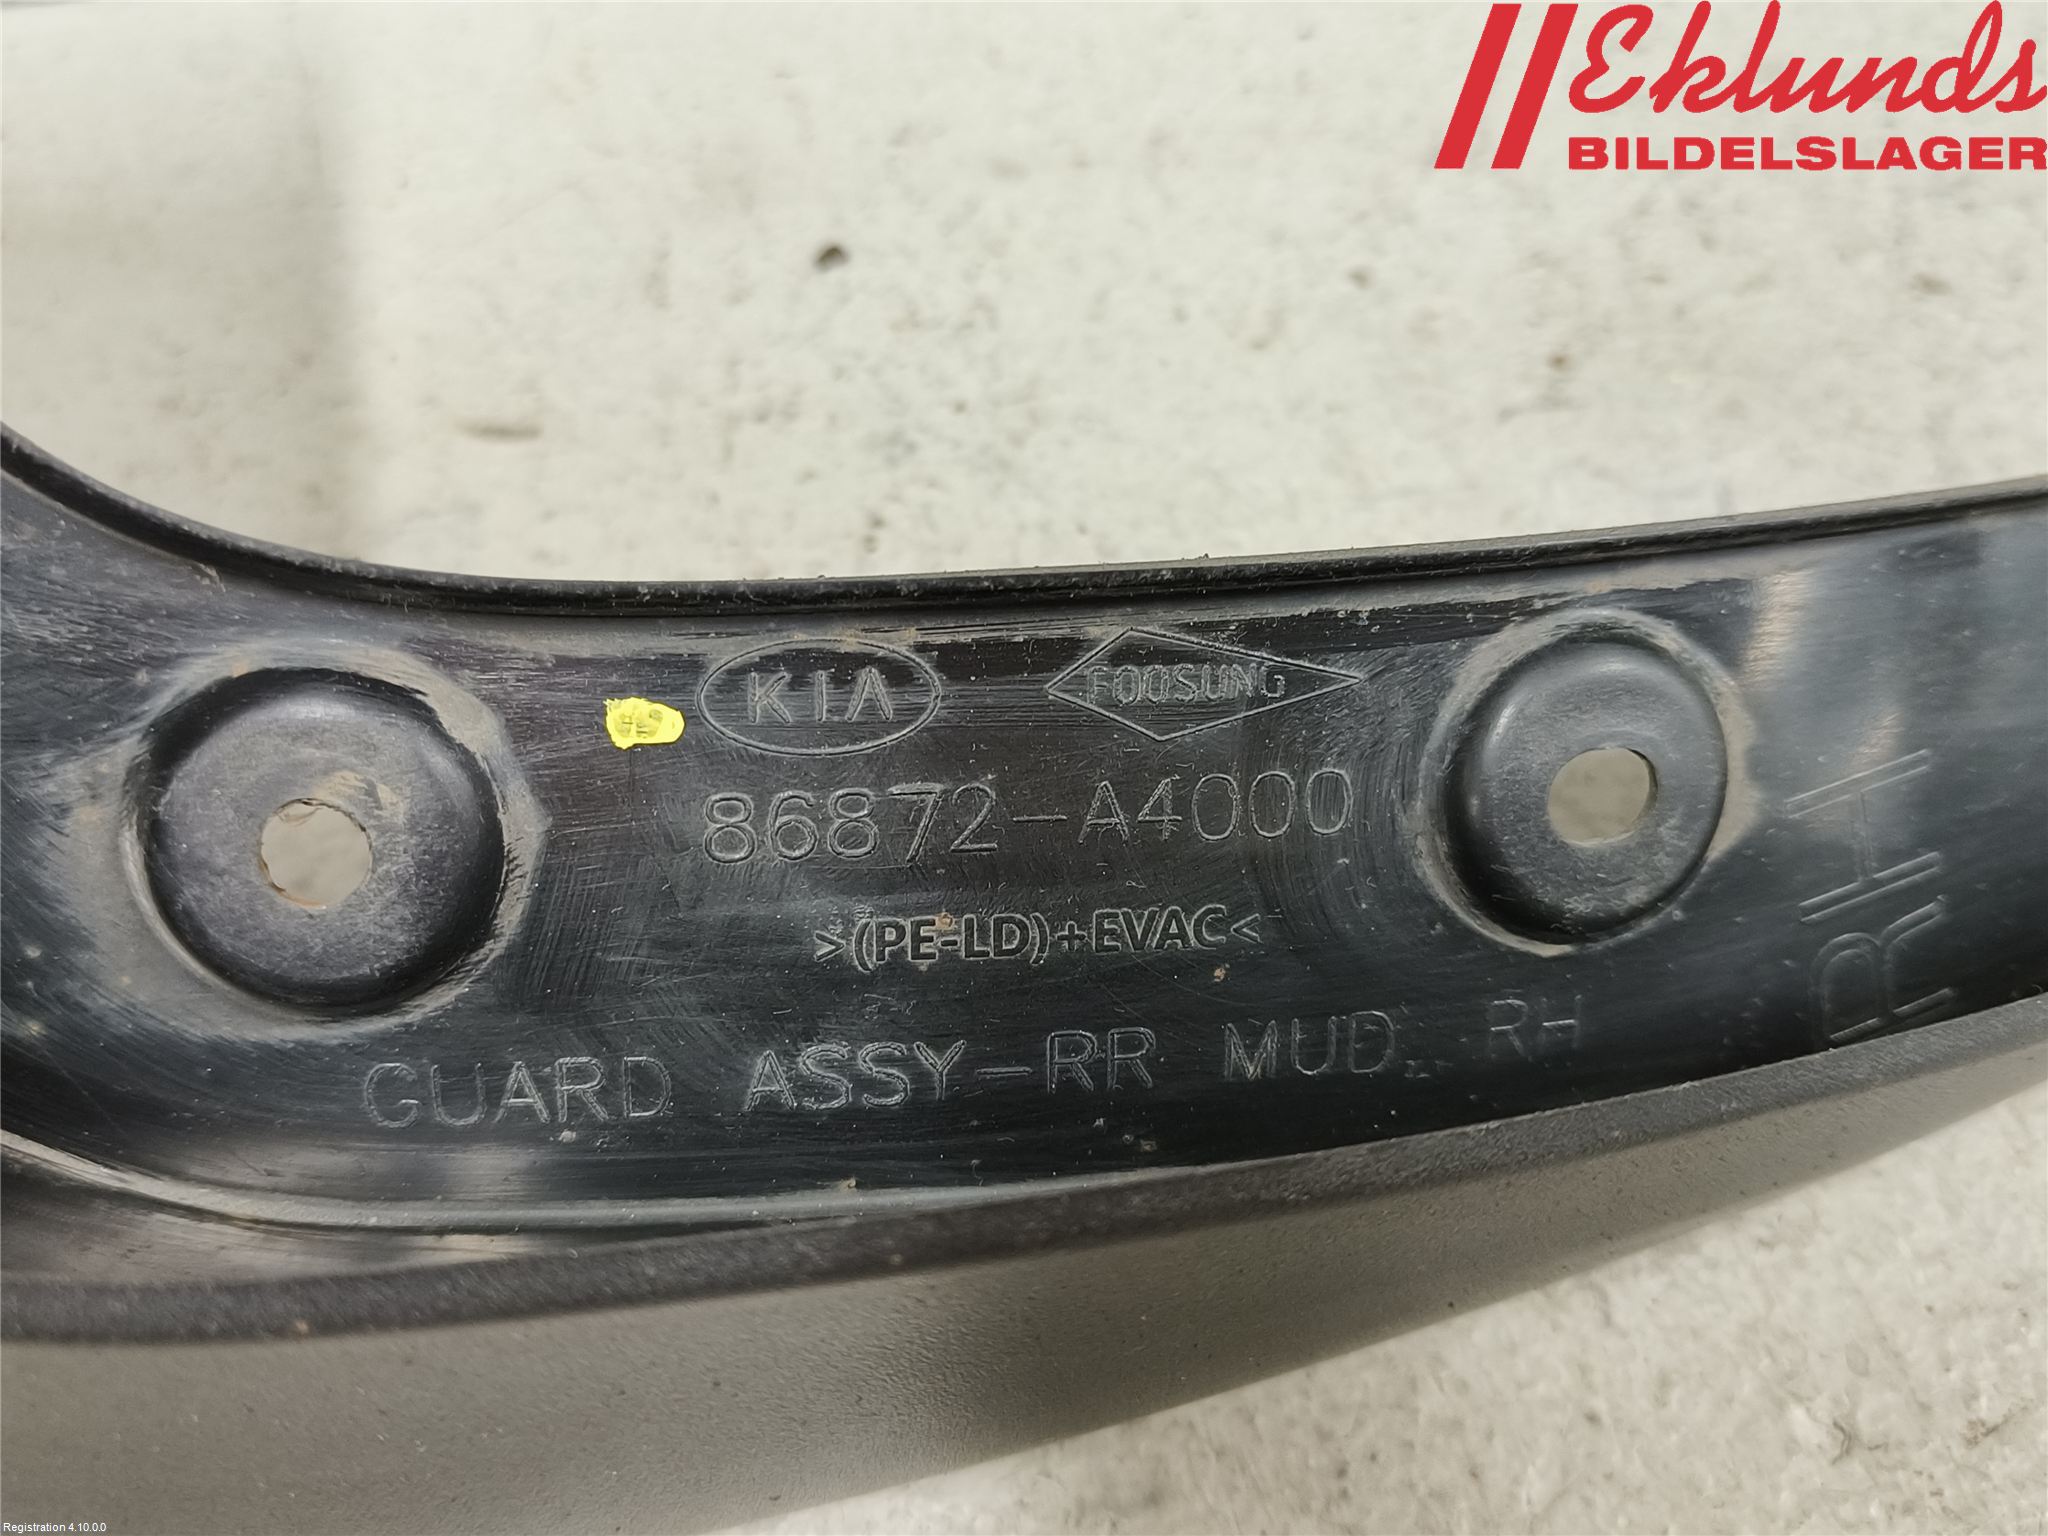 Eklunds
BILDELSLAGER
KIA
FOOSUNG
86872-A4000
>(PE-LD)+EVAC<
GUARD ASSY-RR MUD. RH
RH
Registration 4.10.0.0